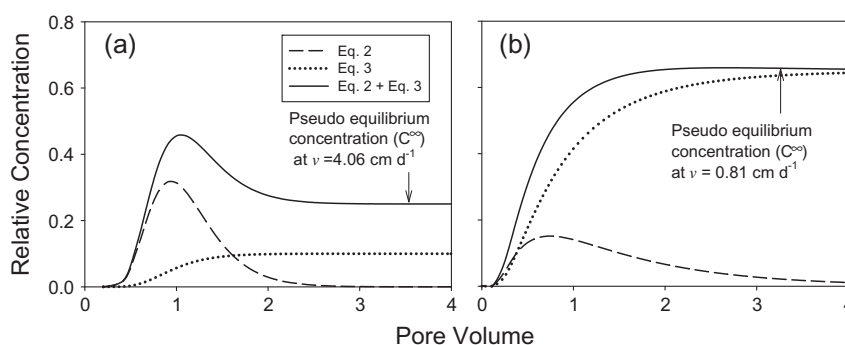 (a)
Eq. 2
Eq. 3
Eq. 2 + Eq. 3
Pseudo equilibrium
concentration (C∞)
at v =4.06 cm d-1
(b)
Pseudo equilibrium
concentration (C∞)
at v = 0.81 cm d-1
Relative Concentration
0.8
0.6
0.4
0.2
0.0
0 1 2 3 4
0 1 2 3 4
Pore Volume